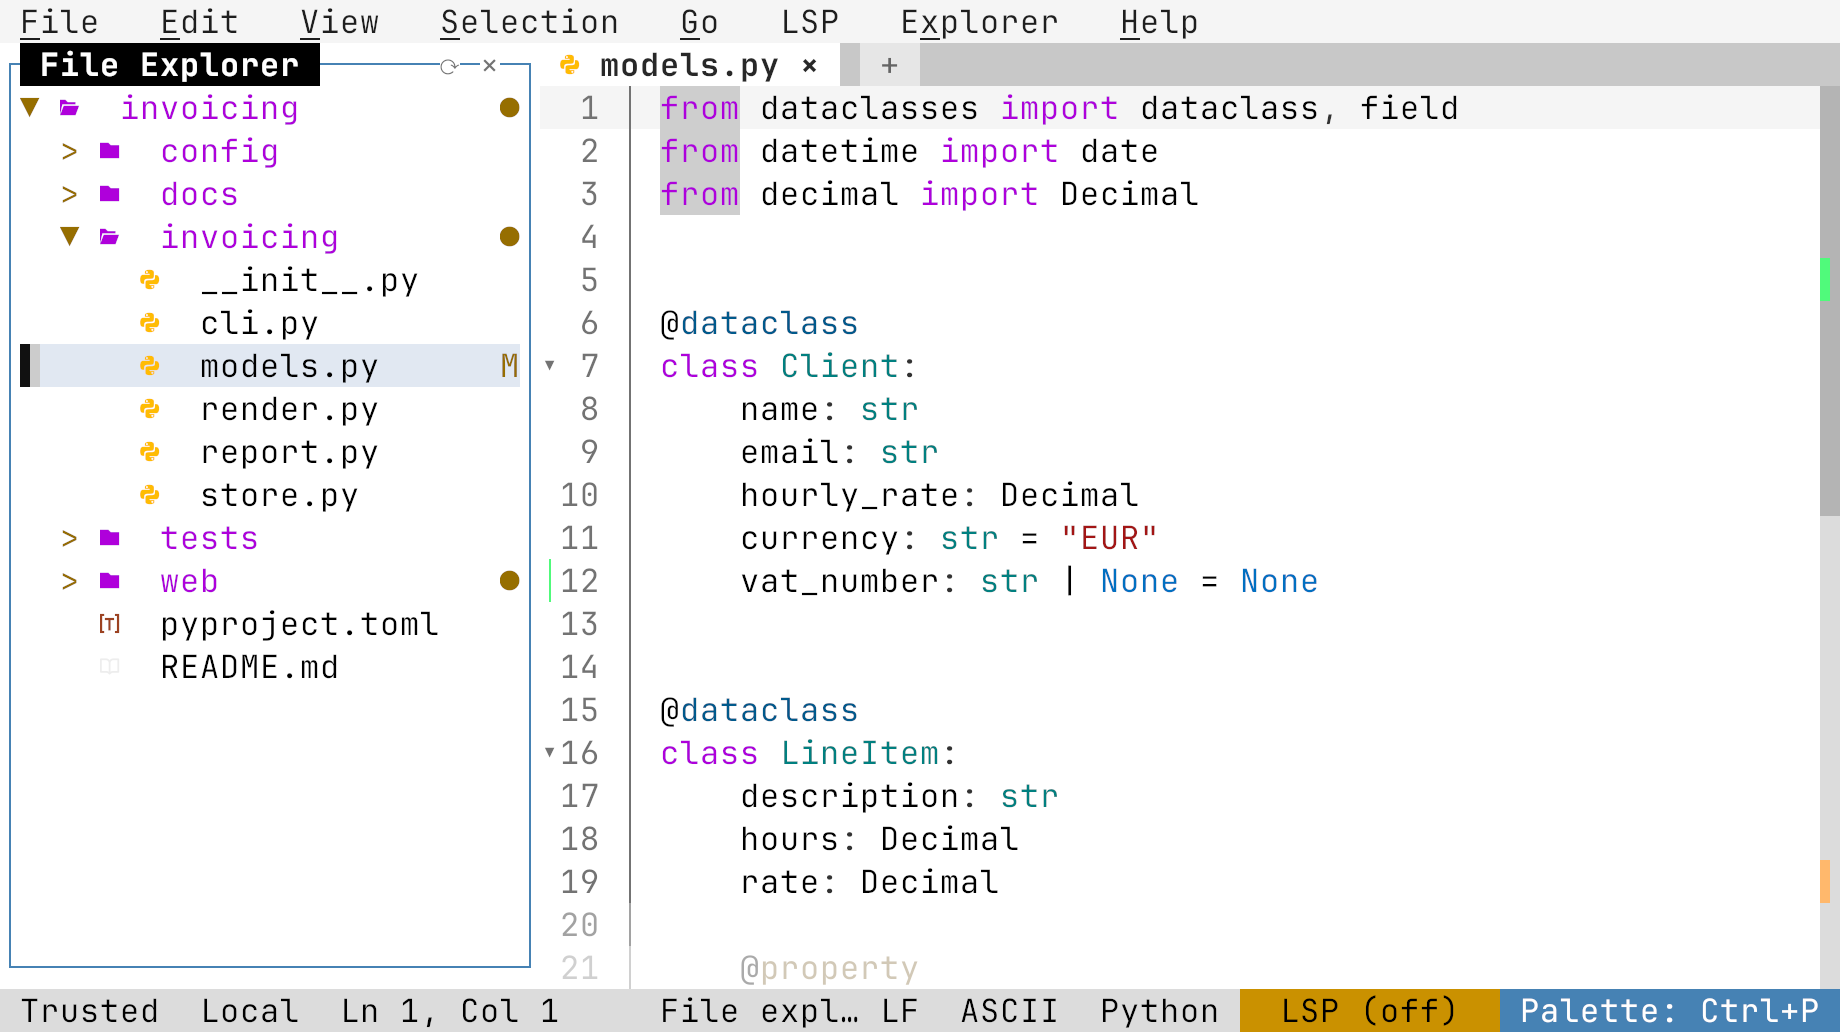 File Edit View Selection Go LSP Explorer Help
File Explorer ⟳ × models.py × +
▼ invoicing ●
> config
> docs
▼ invoicing ●
__init__.py
cli.py
models.py M
render.py
report.py
store.py
> tests
> web ●
[T] pyproject.toml
README.md
1 from dataclasses import dataclass, field
2 from datetime import date
3 from decimal import Decimal
4
5
6 @dataclass
▾ 7 class Client:
8     name: str
9     email: str
10     hourly_rate: Decimal
11     currency: str = "EUR"
12     vat_number: str | None = None
13
14
15 @dataclass
▾ 16 class LineItem:
17     description: str
18     hours: Decimal
19     rate: Decimal
20
21     @property
Trusted Local Ln 1, Col 1 File expl… LF ASCII Python LSP (off) Palette: Ctrl+P